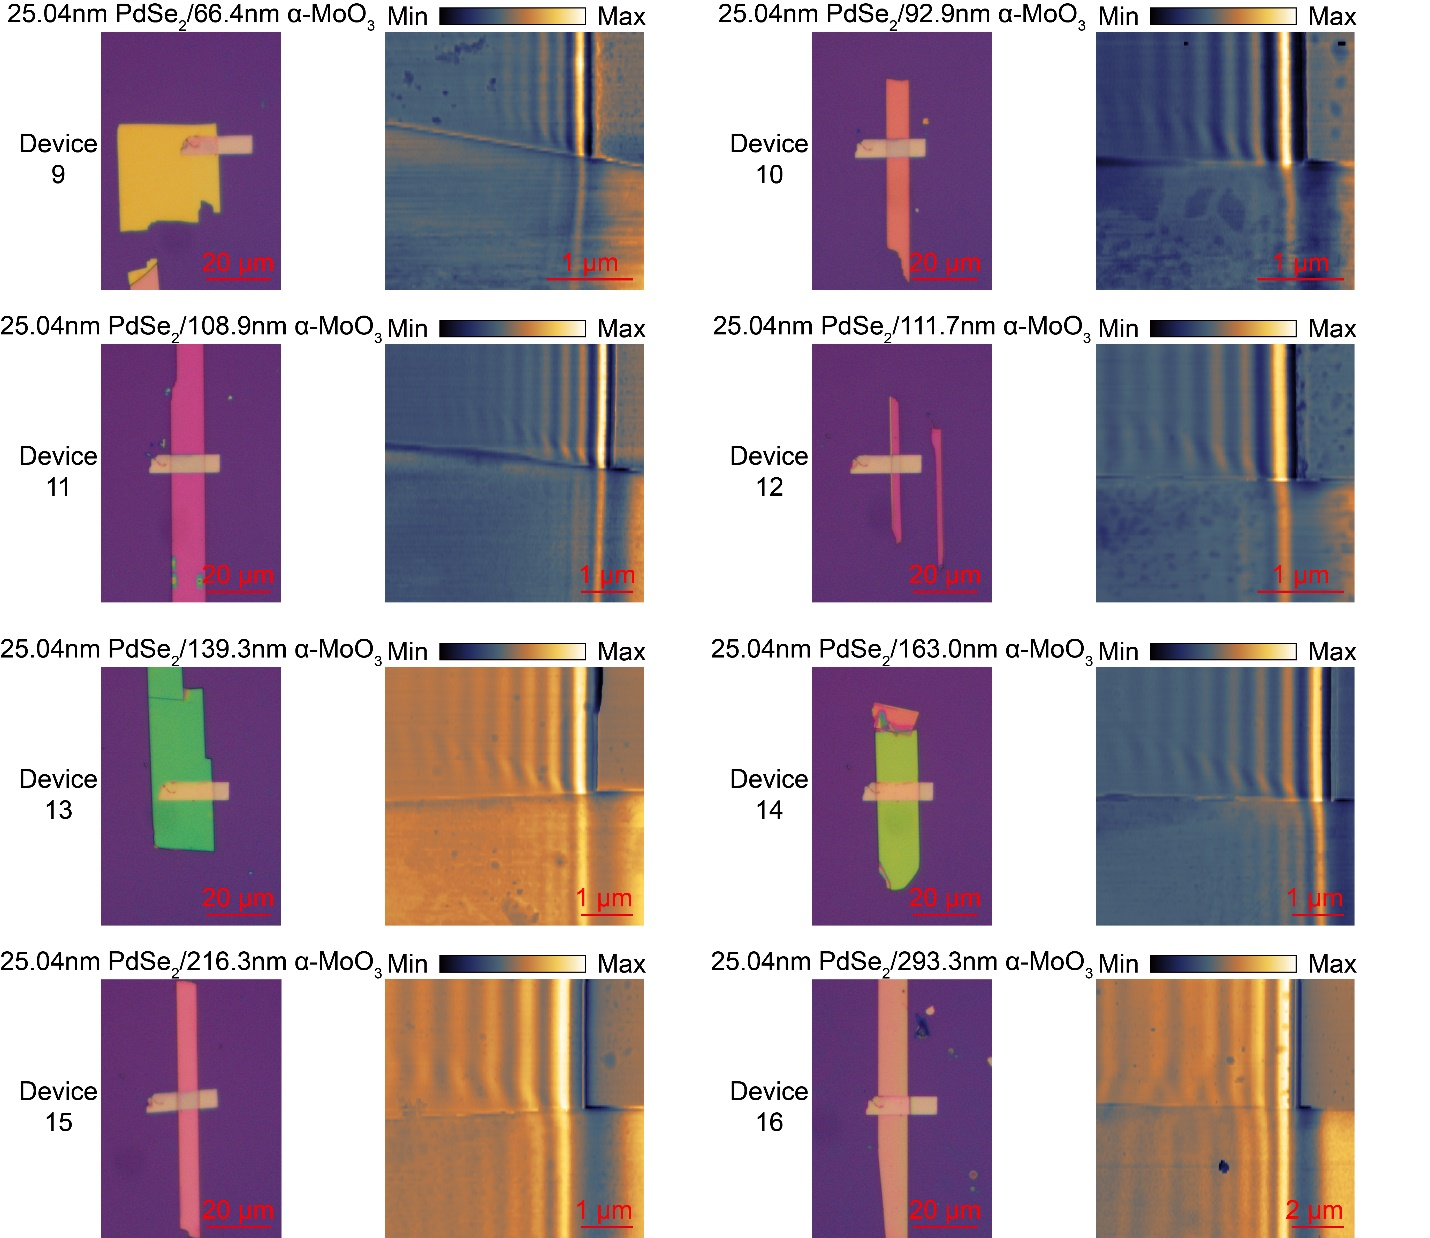 25.04nm PdSe2/66.4nm α-MoO3 Min Max 25.04nm PdSe2/92.9nm α-MoO3 Min Max
Device 9
20 µm
1 µm
Device 10
20 µm
1 µm
25.04nm PdSe2/108.9nm α-MoO3 Min Max 25.04nm PdSe2/111.7nm α-MoO3 Min Max
Device 11
20 µm
1 µm
Device 12
20 µm
1 µm
25.04nm PdSe2/139.3nm α-MoO3 Min Max 25.04nm PdSe2/163.0nm α-MoO3 Min Max
Device 13
20 µm
1 µm
Device 14
20 µm
1 µm
25.04nm PdSe2/216.3nm α-MoO3 Min Max 25.04nm PdSe2/293.3nm α-MoO3 Min Max
Device 15
20 µm
1 µm
Device 16
20 µm
2 µm